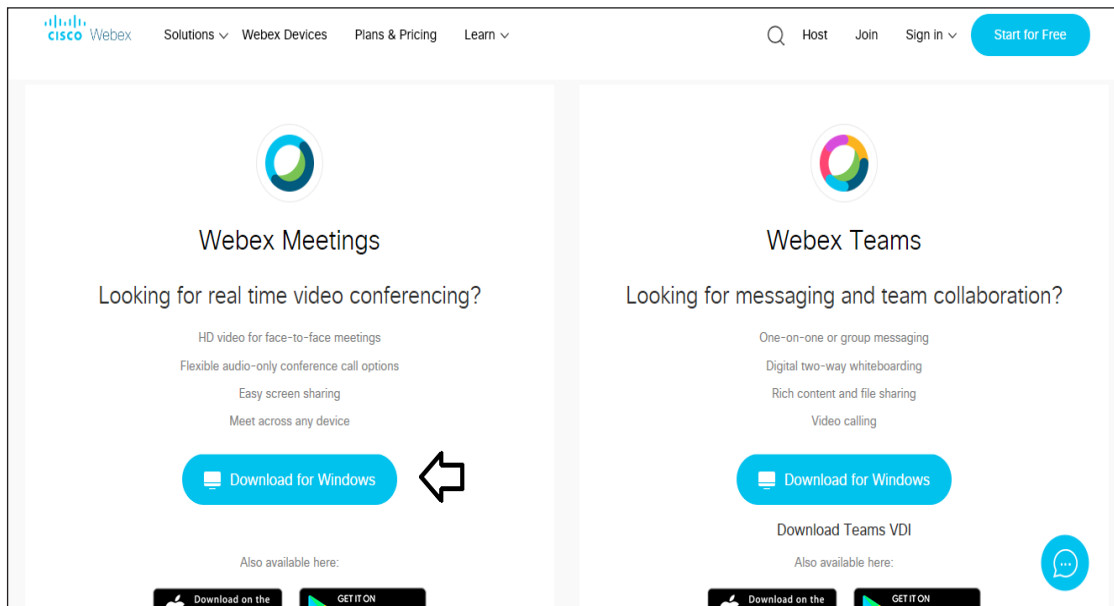 CISCO Webex
Solutions Webex Devices Plans & Pricing Learn Host Join Sign in Start for Free
Webex Meetings
Looking for real time video conferencing?
HD video for face-to-face meetings
Flexible audio-only conference call options
Easy screen sharing
Meet across any device
Download for Windows
Also available here:
Download on the
GET IT ON
Webex Teams
Looking for messaging and team collaboration?
One-on-one or group messaging
Digital two-way whiteboarding
Rich content and file sharing
Video calling
Download for Windows
Download Teams VDI
Also available here:
Download on the
GET IT ON